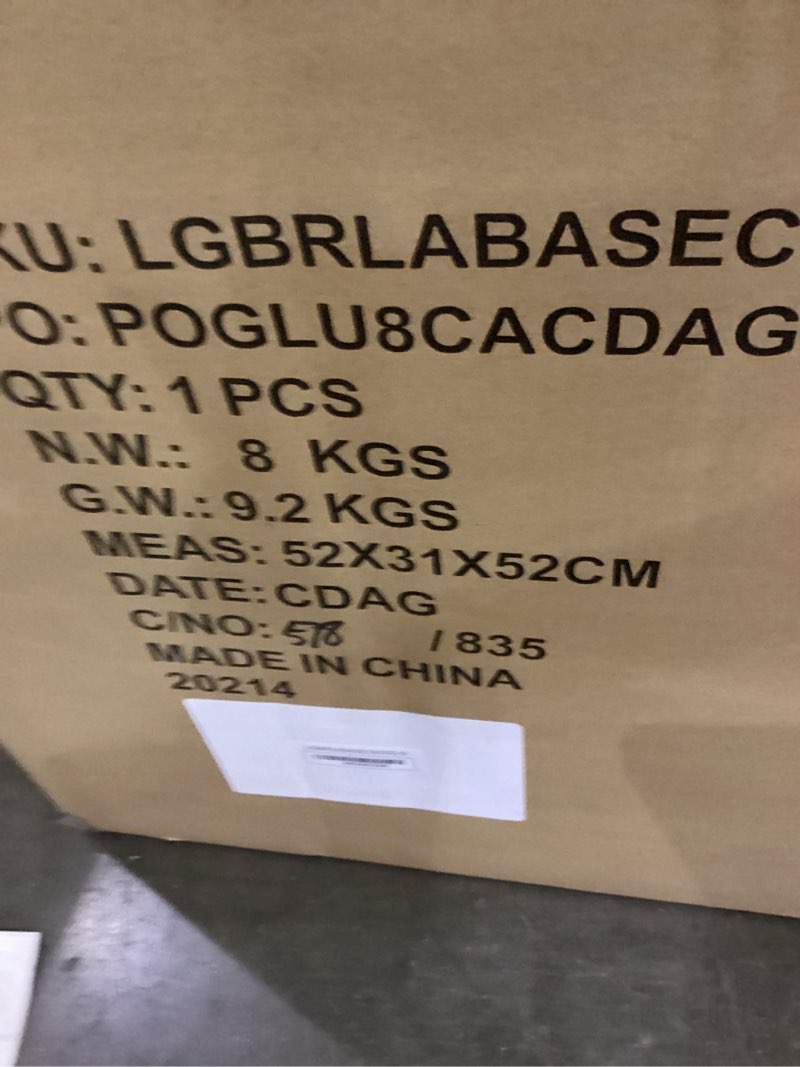 KU: LGBRLABASEC
PO: POGLU8CACDAG
QTY: 1 PCS
N.W.: 8 KGS
G.W.: 9.2 KGS
MEAS: 52X31X52CM
DATE: CDAG
C/NO: 578 / 835
MADE IN CHINA
20214